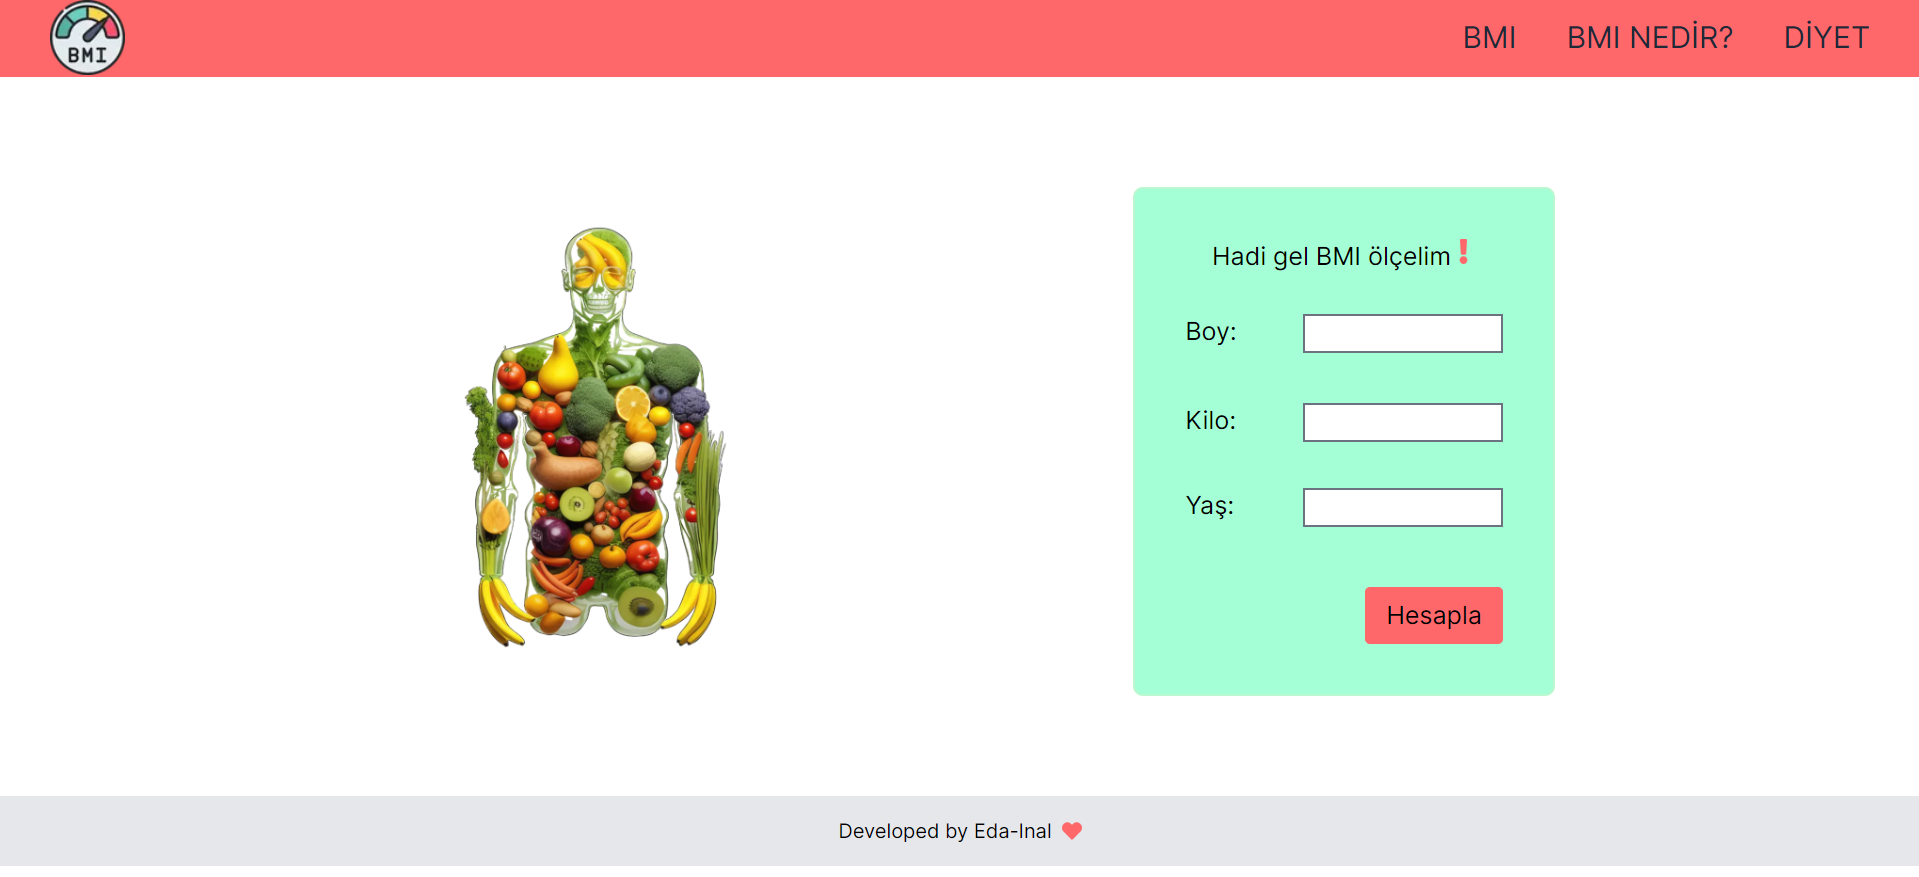 BMI
BMI BMI NEDİR? DİYET
Hadi gel BMI ölçelim !
Boy:
Kilo:
Yaş:
Hesapla
Developed by Eda-Inal